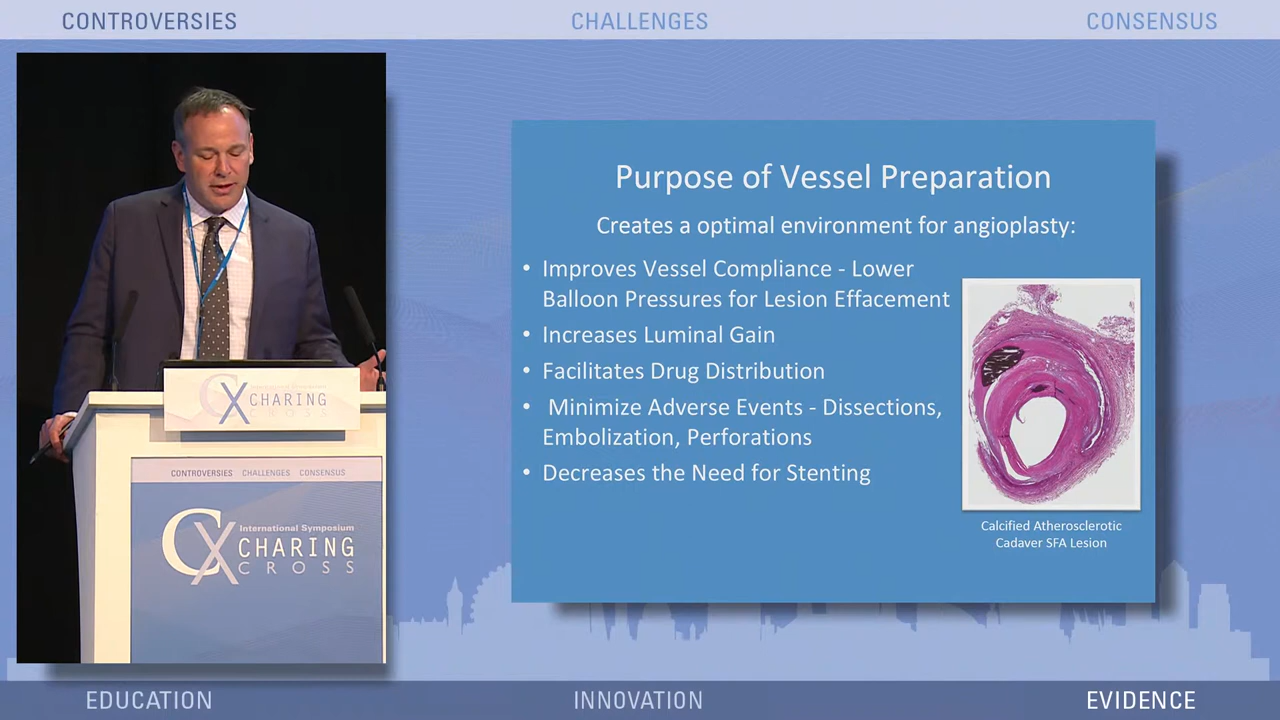 CONTROVERSIES CHALLENGES CONSENSUS
Purpose of Vessel Preparation
Creates a optimal environment for angioplasty:
• Improves Vessel Compliance - Lower
Balloon Pressures for Lesion Effacement
• Increases Luminal Gain
• Facilitates Drug Distribution
• Minimize Adverse Events - Dissections,
Embolization, Perforations
• Decreases the Need for Stenting
Calcified Atherosclerotic
Cadaver SFA Lesion
CX
CHARING
CROSS
CONTROVERSIES CHALLENGES CONSENSUS
CX
International Symposium
CHARING
CROSS
EDUCATION INNOVATION EVIDENCE